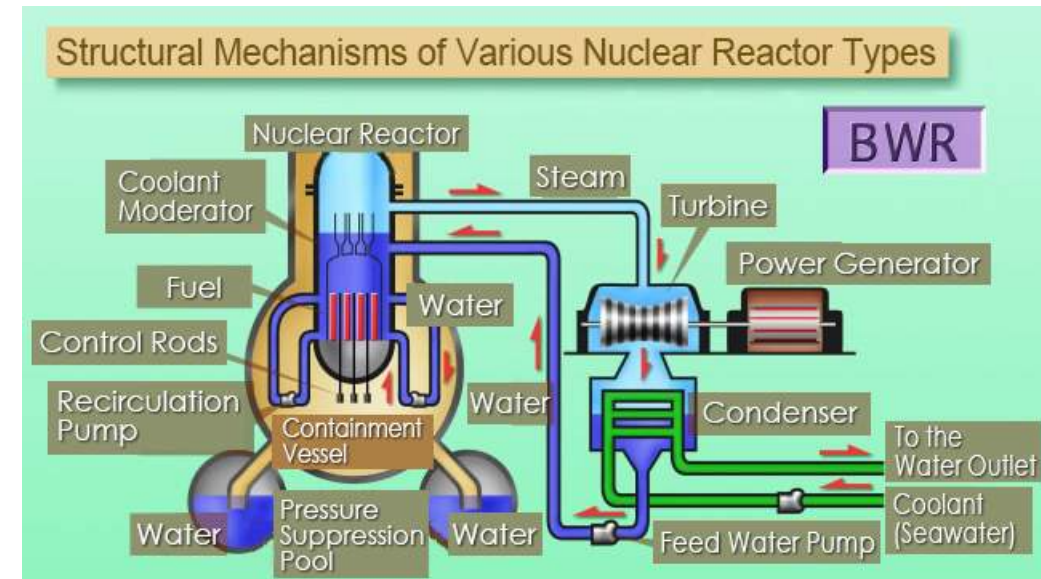 Structural Mechanisms of Various Nuclear Reactor Types
BWR
Nuclear Reactor
Coolant
Moderator
Steam
Turbine
Power Generator
Fuel
Water
Control Rods
Recirculation
Pump
Water
Containment
Vessel
Condenser
To the
Water Outlet
Coolant
(Seawater)
Water
Pressure
Suppression
Pool
Water
Feed Water Pump